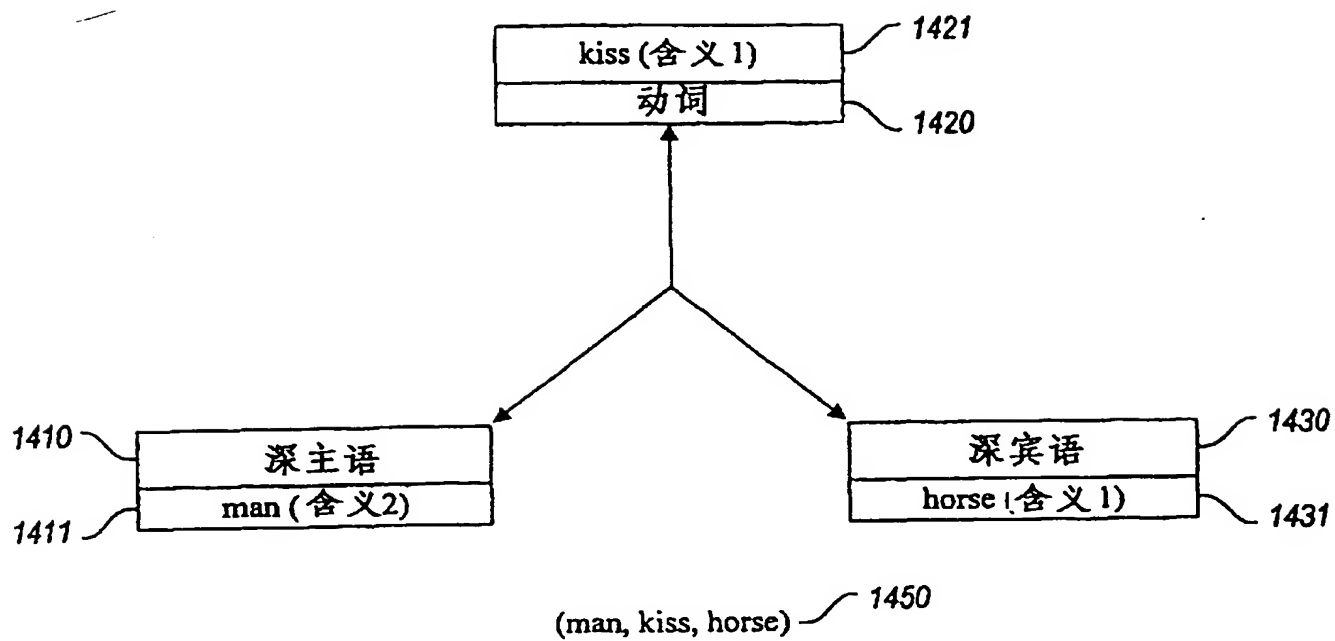 1421
kiss (含义1)
动词
1420
1410
深主语
man (含义2)
1411
1430
深宾语
horse (含义1)
1431
(man, kiss, horse)
1450